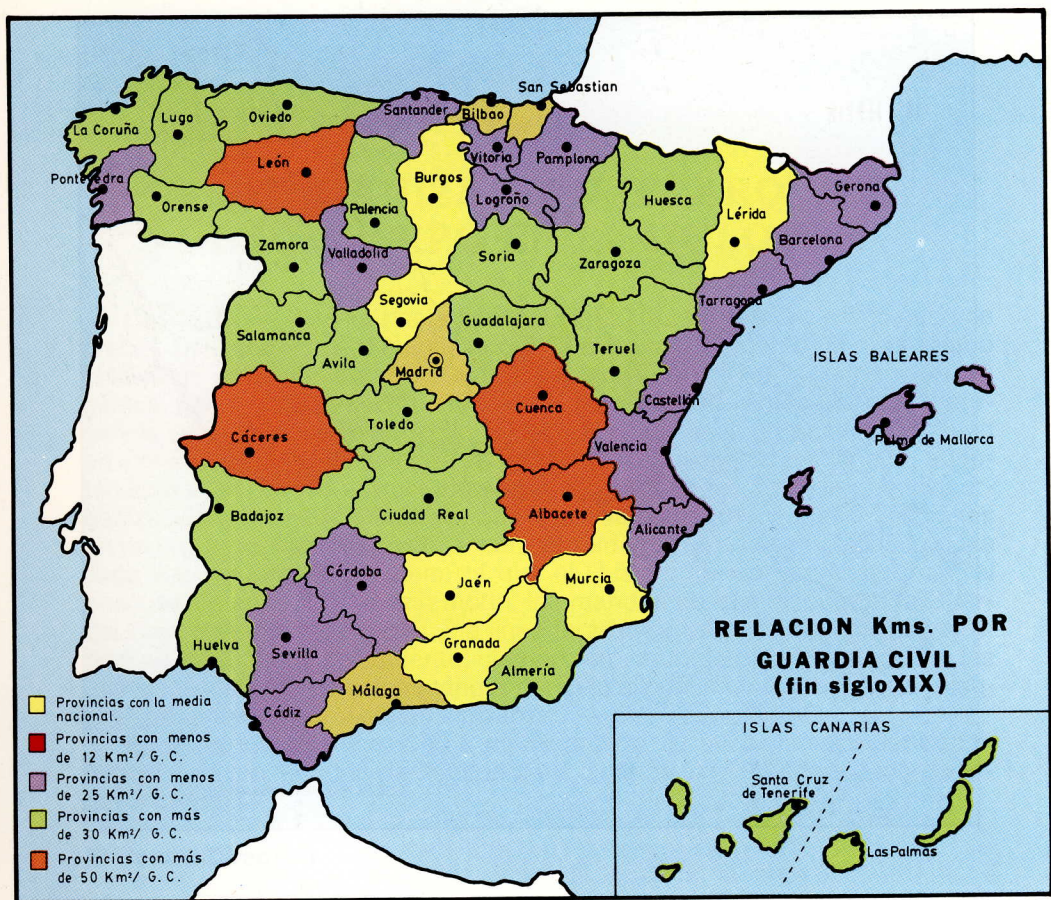 San Sebastian
Santander
Bilbao
Oviedo
Lugo
La Coruña
Vitoria
Pamplona
León
Burgos
Pontevedra
Gerona
Logroño
Huesca
Orense
Palencia
Lérida
Barcelona
Zamora
Valladolid
Soria
Zaragoza
Segovia
Tarragona
Guadalajara
Salamanca
Avila
Teruel
ISLAS BALEARES
Madrid
Castellón
Cuenca
Toledo
Cáceres
Valencia
Palma de Mallorca
Badajoz
Ciudad Real
Albacete
Alicante
Córdoba
Jaén
Murcia
Huelva
Sevilla
Granada
Almería
Málaga
Cádiz
RELACION Kms. POR
GUARDIA CIVIL
(fin siglo XIX)
Provincias con la media
nacional.
Provincias con menos
de 12 Km²/ G.C.
Provincias con menos
de 25 Km²/ G.C.
Provincias con más
de 30 Km²/ G.C.
Provincias con más
de 50 Km²/ G.C.
ISLAS CANARIAS
Santa Cruz
de Tenerife
Las Palmas